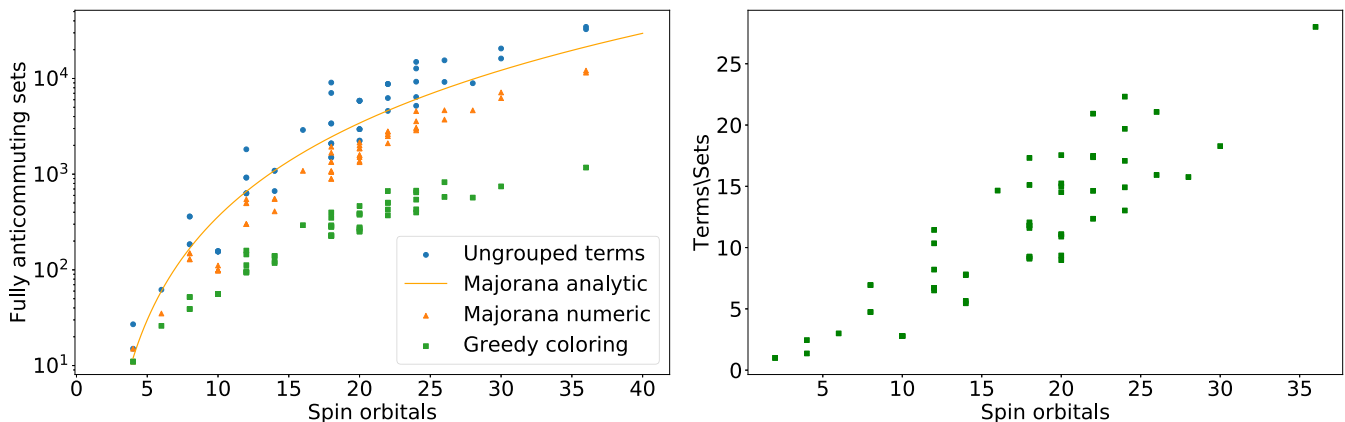 Fully anticommuting sets
10^4
10^3
10^2
10^1
0 5 10 15 20 25 30 35 40
Spin orbitals
Ungrouped terms
Majorana analytic
Majorana numeric
Greedy coloring
Terms\Sets
25
20
15
10
5
0
5 10 15 20 25 30 35
Spin orbitals